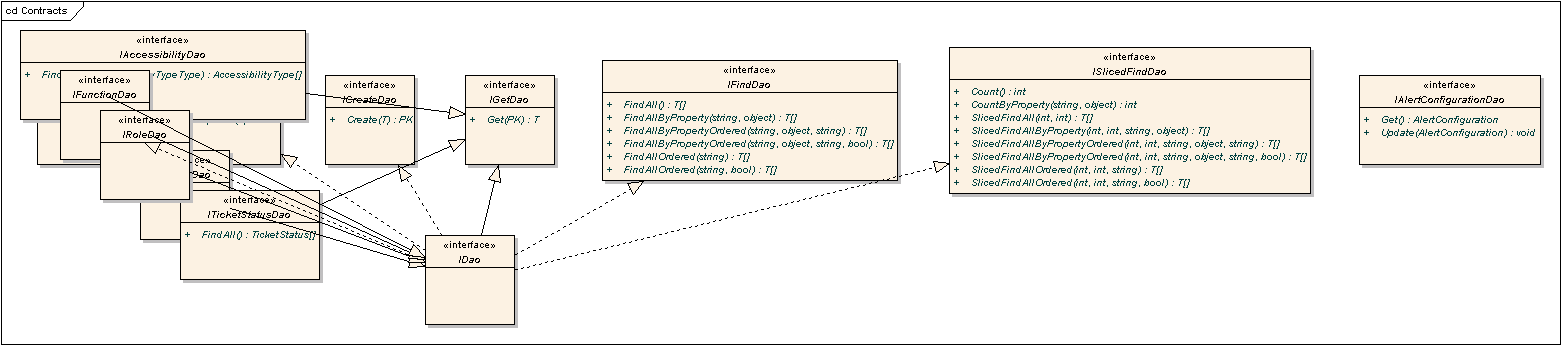 cd Contracts
«interface»
IAccessibilityDao
+ Fin
yTypeType) : AccessibilityType[]
«interface»
IFunctionDao
«interface»
IRoleDao
ce»
Dao
«interface»
ITicketStatusDao
+ FindAll() : TicketStatus[]
«interface»
ICreateDao
+ Create(T) : PK
«interface»
IGetDao
+ Get(PK) : T
«interface»
IDao
«interface»
IFindDao
+ FindAll() : T[]
+ FindAllByProperty(string, object) : T[]
+ FindAllByPropertyOrdered(string, object, string) : T[]
+ FindAllByPropertyOrdered(string, object, string, bool) : T[]
+ FindAllOrdered(string) : T[]
+ FindAllOrdered(string, bool) : T[]
«interface»
ISlicedFindDao
+ Count() : int
+ CountByProperty(string, object) : int
+ SlicedFindAll(int, int) : T[]
+ SlicedFindAllByProperty(int, int, string, object) : T[]
+ SlicedFindAllByPropertyOrdered(int, int, string, object, string) : T[]
+ SlicedFindAllByPropertyOrdered(int, int, string, object, string, bool) : T[]
+ SlicedFindAllOrdered(int, int, string) : T[]
+ SlicedFindAllOrdered(int, int, string, bool) : T[]
«interface»
IAlertConfigurationDao
+ Get() : AlertConfiguration
+ Update(AlertConfiguration) : void